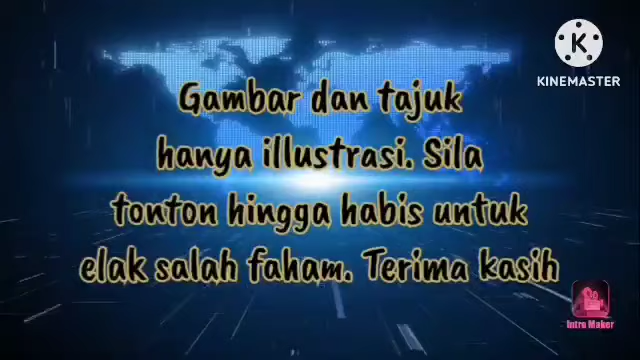 KINEMASTER
Gambar dan tajuk
hanya illustrasi. Sila
tonton hingga habis untuk
elak salah faham. Terima kasih
Intro Maker